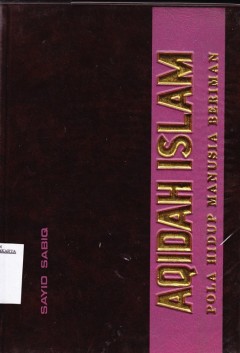 AQIDAH ISLAM
POLA HIDUP MANUSIA BERIMAN
SAYID SABIQ